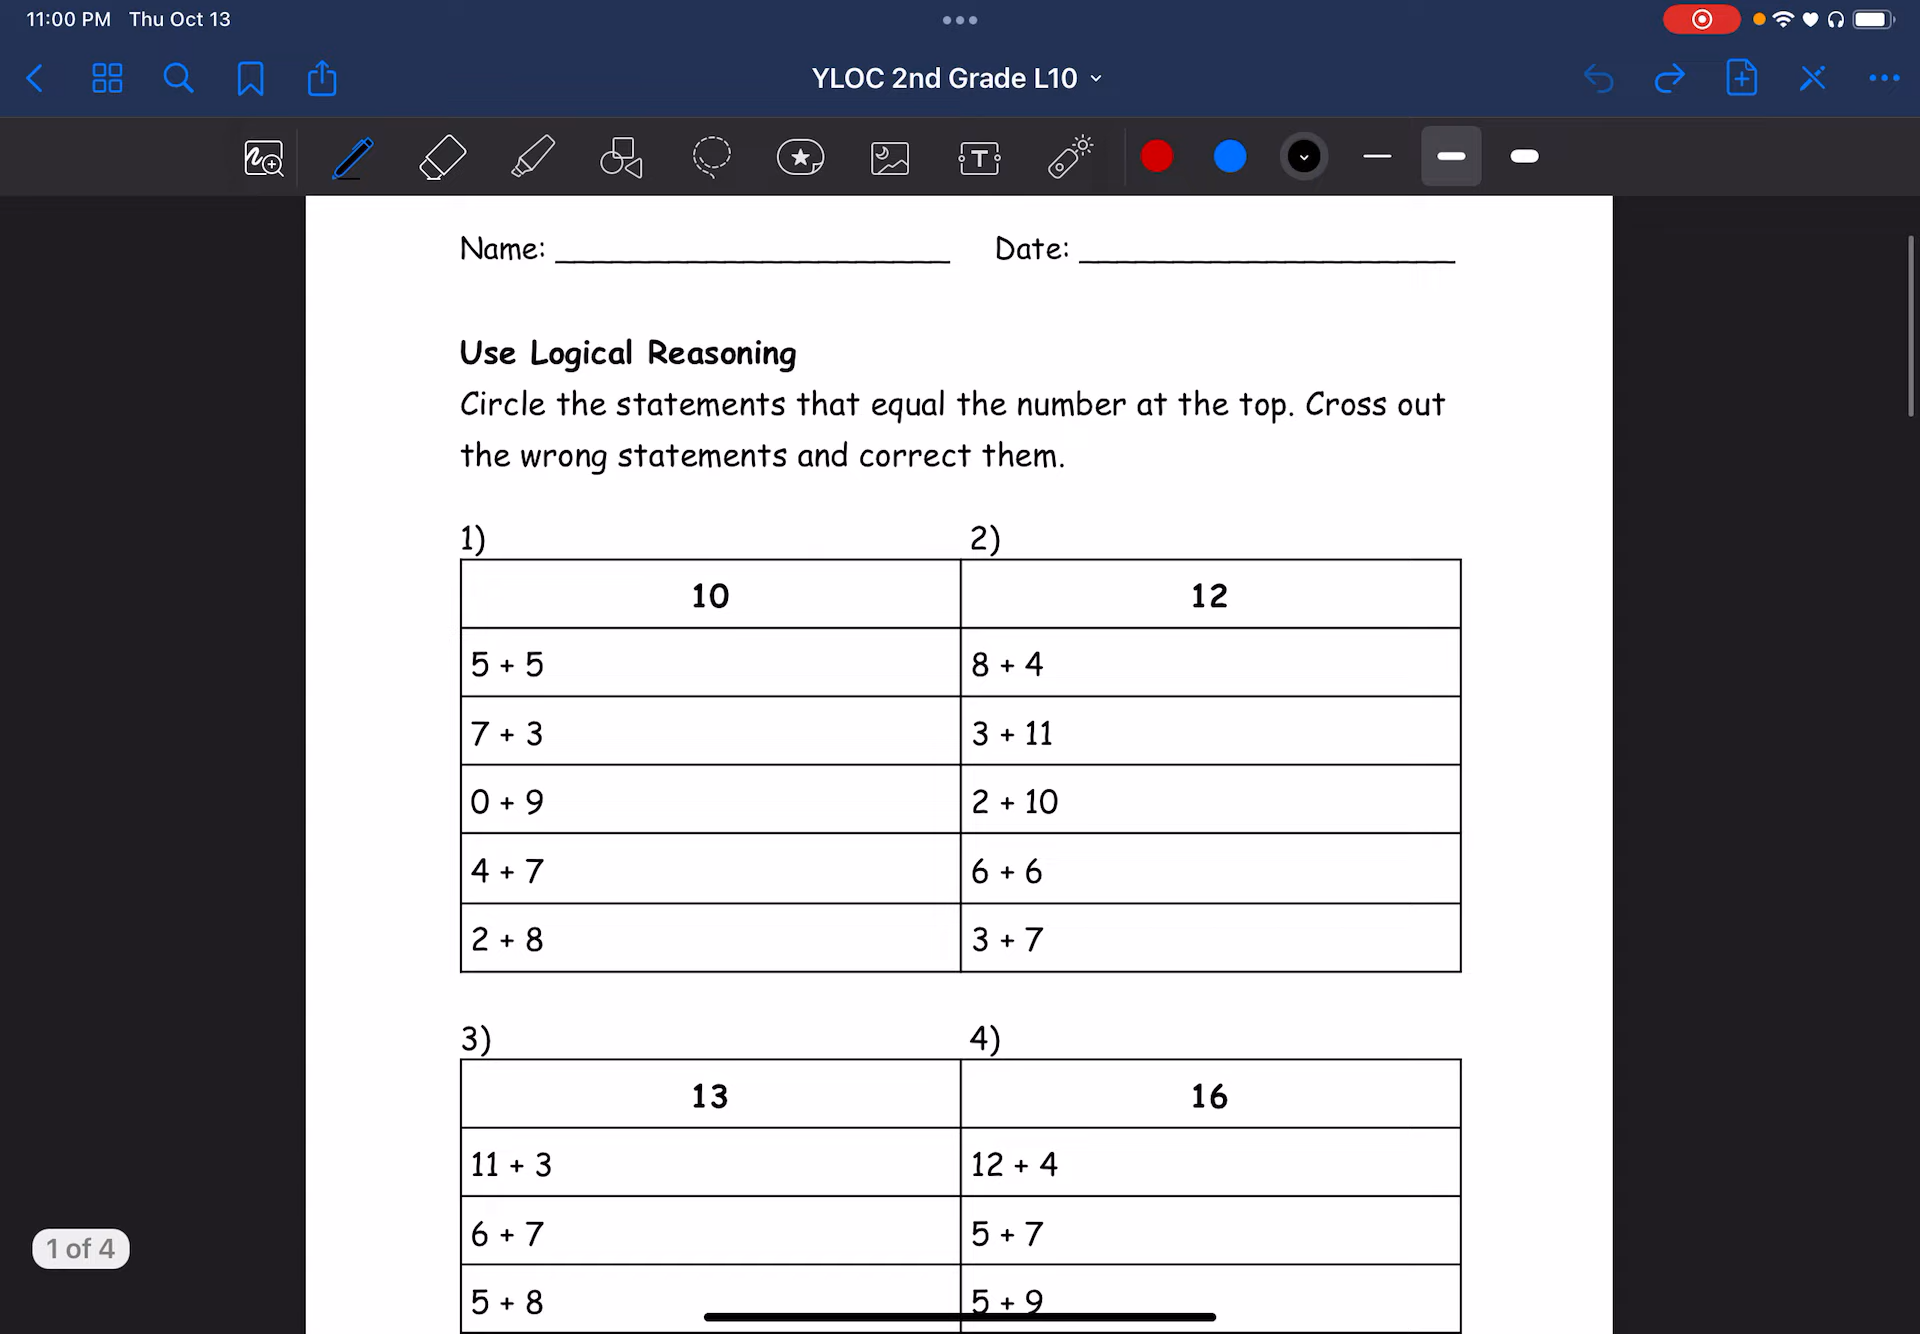 11:00 PM Thu Oct 13
YLOC 2nd Grade L10
Name: Date:
Use Logical Reasoning
Circle the statements that equal the number at the top. Cross out
the wrong statements and correct them.
1) 2)
10 12
5 + 5 8 + 4
7 + 3 3 + 11
0 + 9 2 + 10
4 + 7 6 + 6
2 + 8 3 + 7
3) 4)
13 16
11 + 3 12 + 4
6 + 7 5 + 7
5 + 8 5 + 9
1 of 4